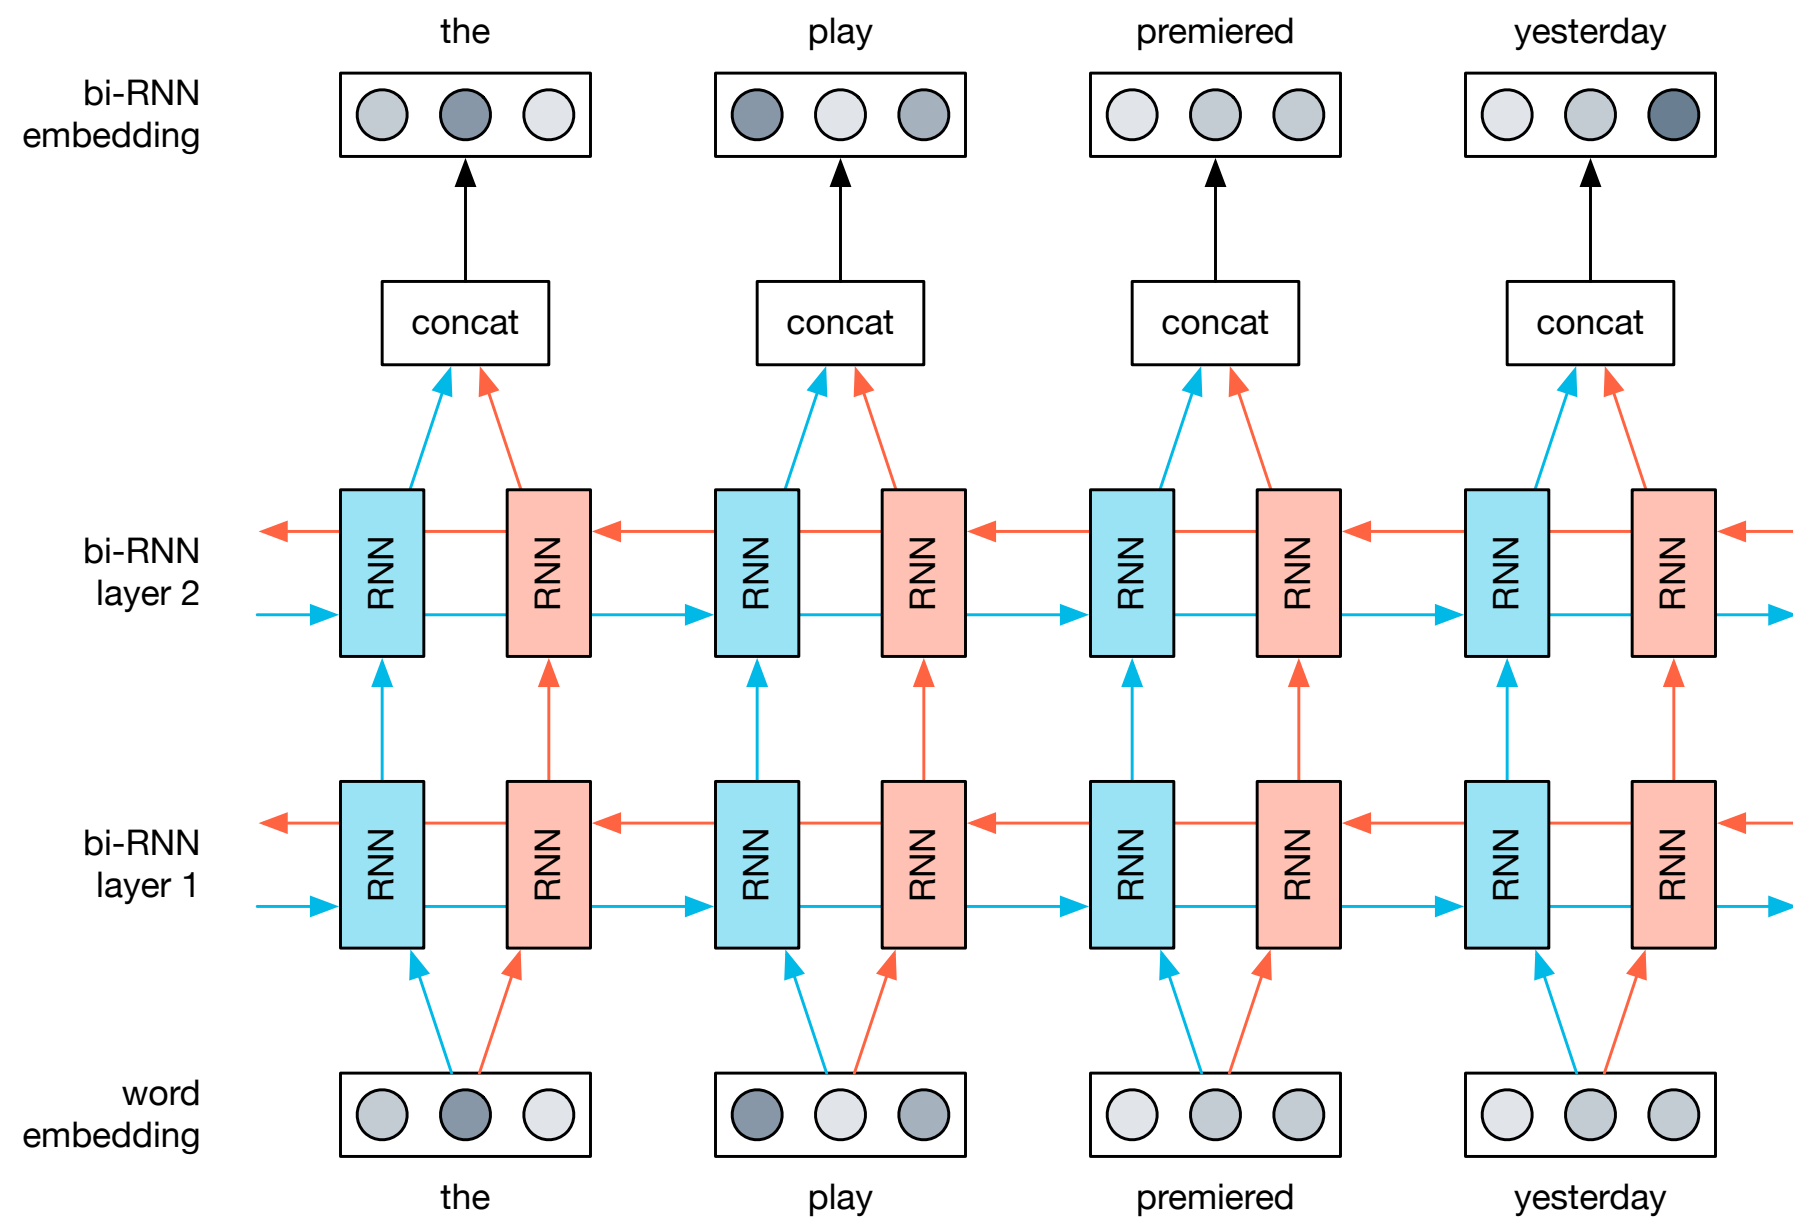 the play premiered yesterday
bi-RNN
embedding
concat concat concat concat
bi-RNN
layer 2
RNN RNN RNN RNN RNN RNN RNN RNN
bi-RNN
layer 1
RNN RNN RNN RNN RNN RNN RNN RNN
word
embedding
the play premiered yesterday